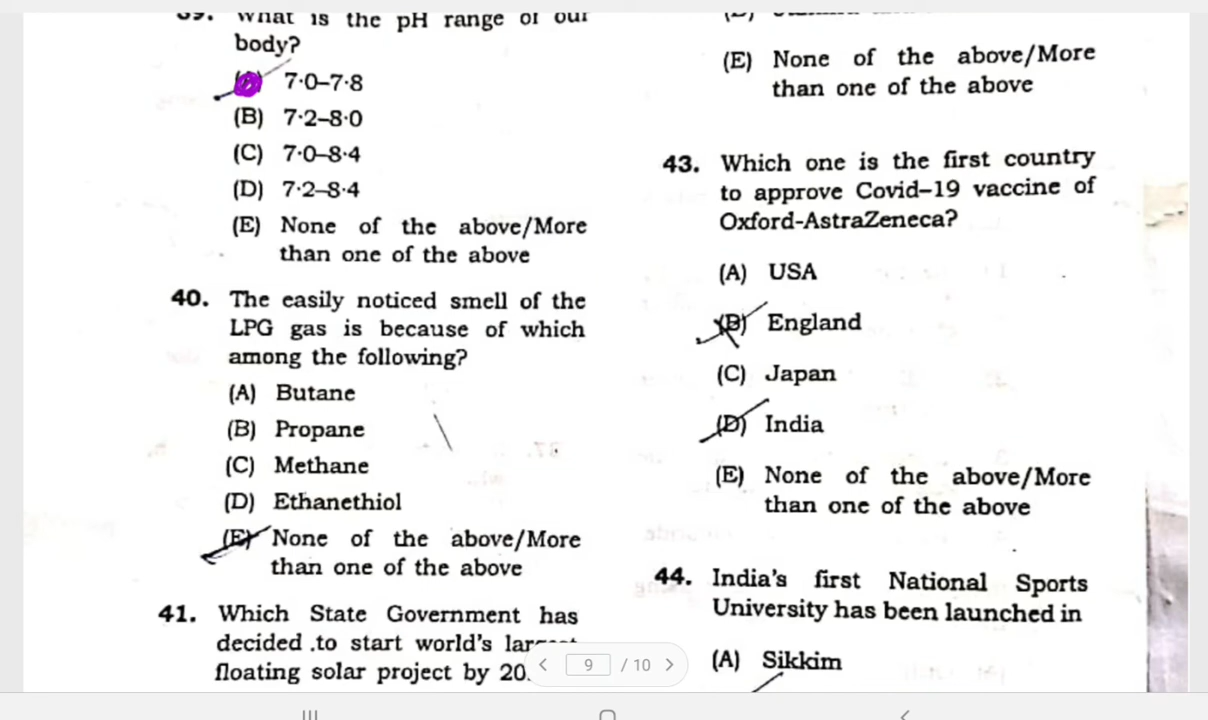 39. What is the pH range of our
body?
7·0–7·8
(B) 7·2–8·0
(C) 7·0–8·4
(D) 7·2–8·4
(E) None of the above/More
than one of the above
40. The easily noticed smell of the
LPG gas is because of which
among the following?
(A) Butane
(B) Propane
(C) Methane
(D) Ethanethiol
(E) None of the above/More
than one of the above
41. Which State Government has
decided .to start world's largest
floating solar project by 20
(E) None of the above/More
than one of the above
43. Which one is the first country
to approve Covid–19 vaccine of
Oxford-AstraZeneca?
(A) USA
(B) England
(C) Japan
(D) India
(E) None of the above/More
than one of the above
44. India's first National Sports
University has been launched in
(A) Sikkim
9 / 10